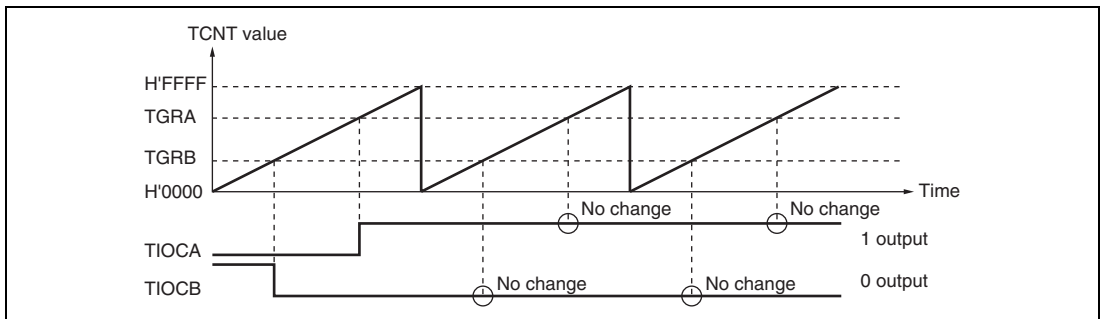 TCNT value
H'FFFF
TGRA
TGRB
H'0000
Time
No change
No change
1 output
TIOCA
No change
No change
0 output
TIOCB